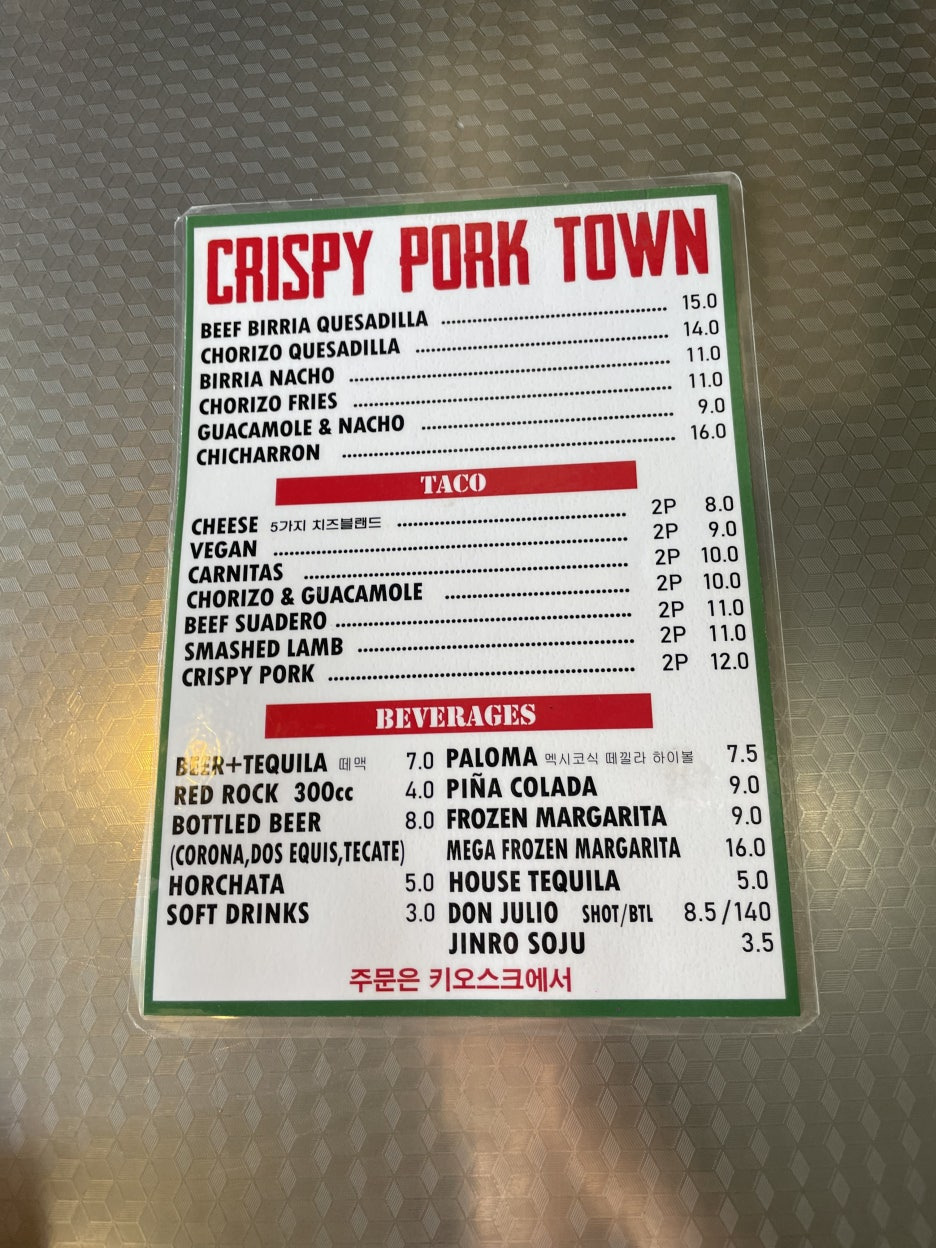 CRISPY PORK TOWN
BEEF BIRRIA QUESADILLA ........ 15.0
CHORIZO QUESADILLA ........ 14.0
BIRRIA NACHO ........ 11.0
CHORIZO FRIES ........ 11.0
GUACAMOLE & NACHO ........ 9.0
CHICHARRON ........ 16.0
TACO
CHEESE 5가지 치즈블랜드 ........ 2P 8.0
VEGAN ........ 2P 9.0
CARNITAS ........ 2P 10.0
CHORIZO & GUACAMOLE ........ 2P 10.0
BEEF SUADERO ........ 2P 11.0
SMASHED LAMB ........ 2P 11.0
CRISPY PORK ........ 2P 12.0
BEVERAGES
BEER+TEQUILA 떼맥 7.0
RED ROCK 300cc 4.0
BOTTLED BEER 8.0
(CORONA,DOS EQUIS,TECATE)
HORCHATA 5.0
SOFT DRINKS 3.0
PALOMA 멕시코식 떼낄라 하이볼 7.5
PIÑA COLADA 9.0
FROZEN MARGARITA 9.0
MEGA FROZEN MARGARITA 16.0
HOUSE TEQUILA 5.0
DON JULIO SHOT/BTL 8.5/140
JINRO SOJU 3.5
주문은 키오스크에서